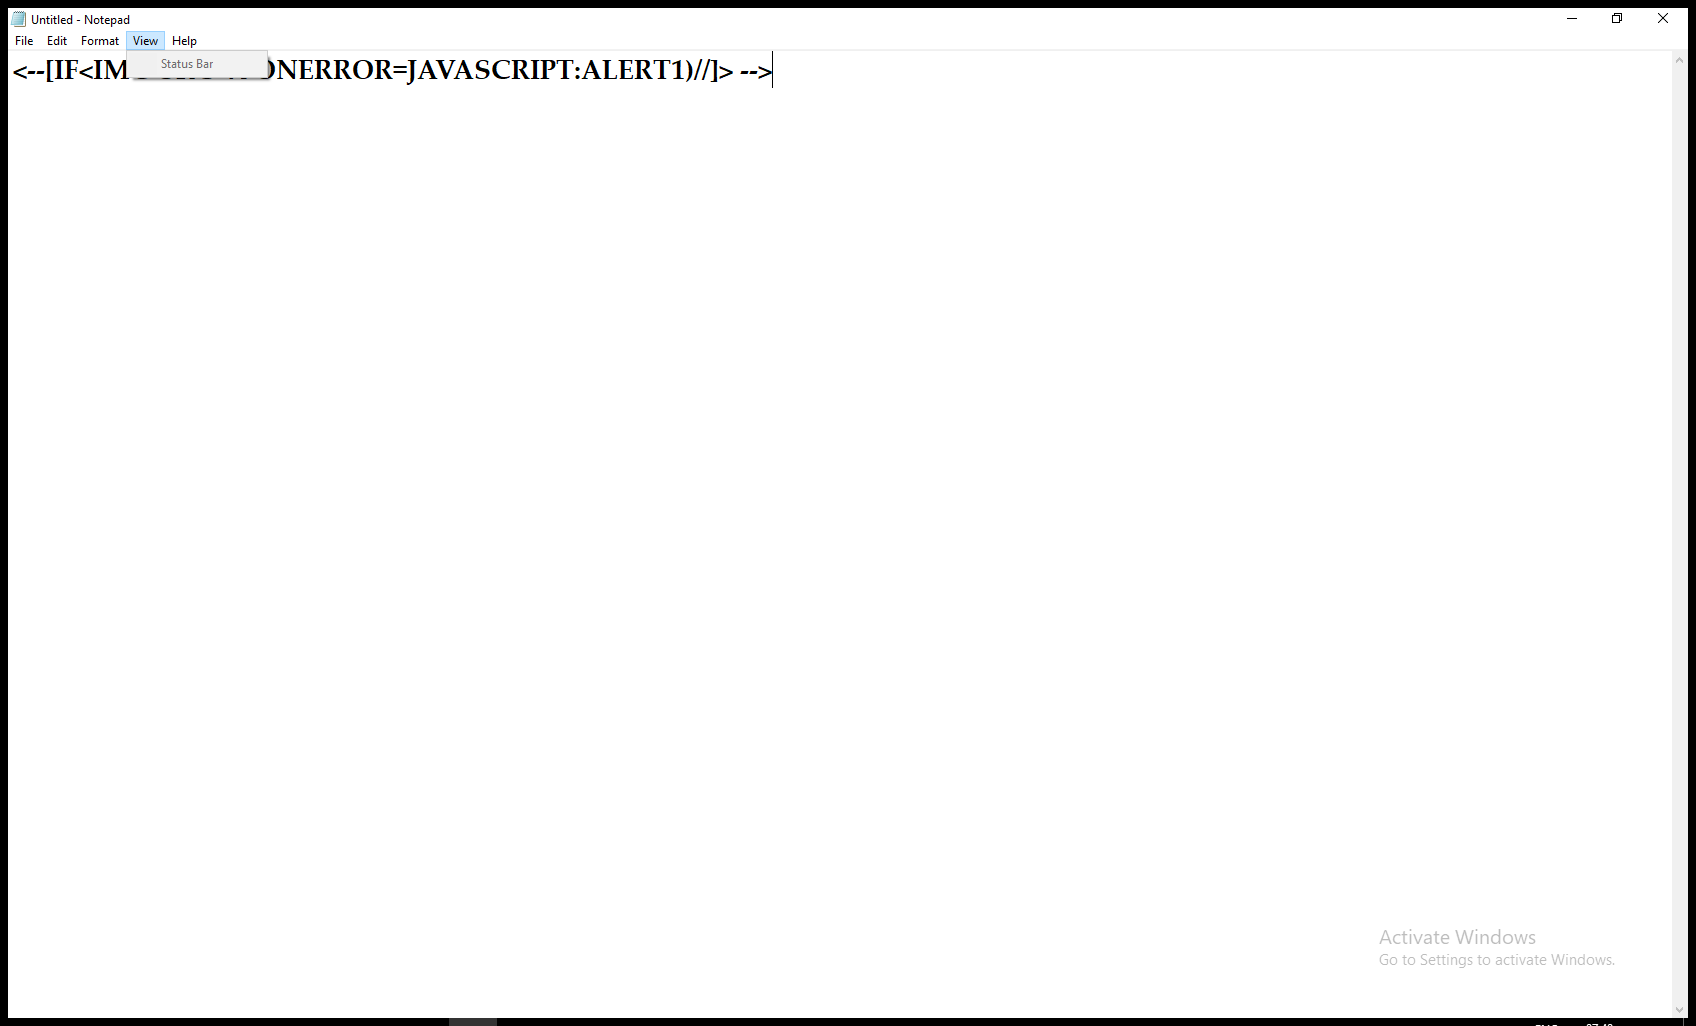 Untitled - Notepad
File Edit Format View Help
Status Bar
<--[IF<IM ONERROR=JAVASCRIPT:ALERT1)//]> -->
Activate Windows
Go to Settings to activate Windows.